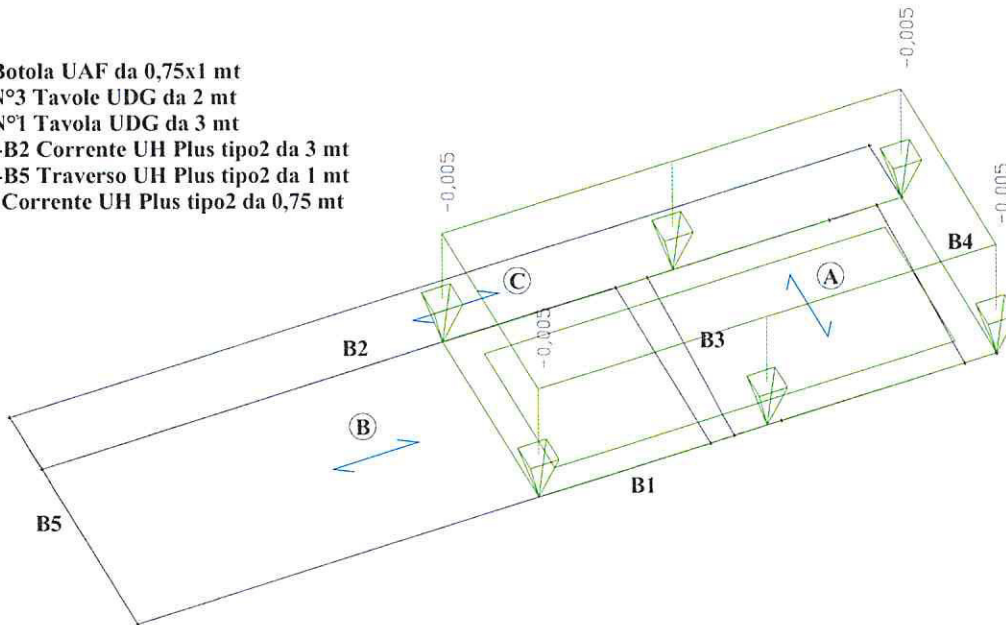 Botola UAF da 0,75x1 mt
N°3 Tavole UDG da 2 mt
N°1 Tavola UDG da 3 mt
-B2 Corrente UH Plus tipo2 da 3 mt
-B5 Traverso UH Plus tipo2 da 1 mt
Corrente UH Plus tipo2 da 0,75 mt
-0,005
-0,005
-0,005
-0,005
B4
A
C
B3
B2
B
B1
B5